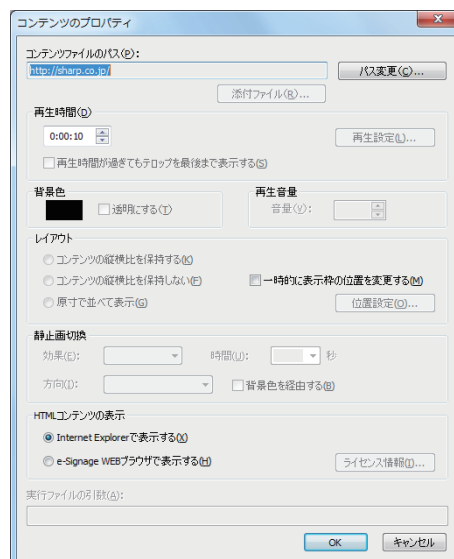 コンテンツのプロパティ
コンテンツファイルのパス(P):
http://sharp.co.jp/
パス変更(C)...
添付ファイル(R)...
再生時間(D)
0:00:10
再生設定(L)...
再生時間が過ぎてもテロップを最後まで表示する(S)
背景色
透明にする(T)
再生音量
音量(V):
レイアウト
コンテンツの縦横比を保持する(K)
コンテンツの縦横比を保持しない(F)
一時的に表示枠の位置を変更する(M)
原寸で並べて表示(G)
位置設定(O)...
静止画切換
効果(E):
時間(U):
秒
方向(I):
背景色を経由する(B)
HTMLコンテンツの表示
Internet Explorerで表示する(X)
e-Signage WEBブラウザで表示する(H)
ライセンス情報(I)...
実行ファイルの引数(A):
OK
キャンセル